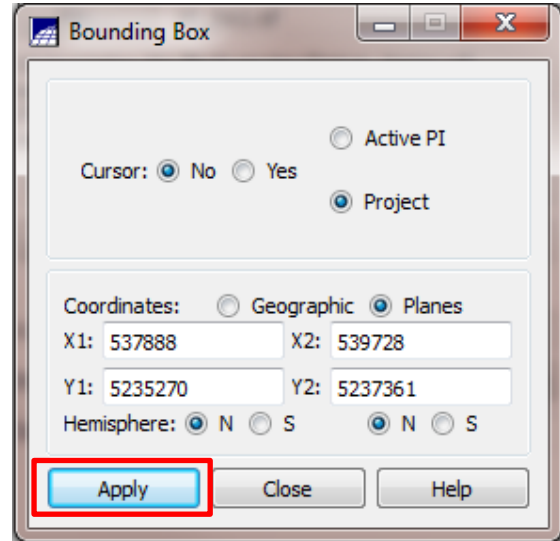 Bounding Box
Active PI
Cursor: No Yes
Project
Coordinates: Geographic Planes
X1: 537888 X2: 539728
Y1: 5235270 Y2: 5237361
Hemisphere: N S N S
Apply Close Help